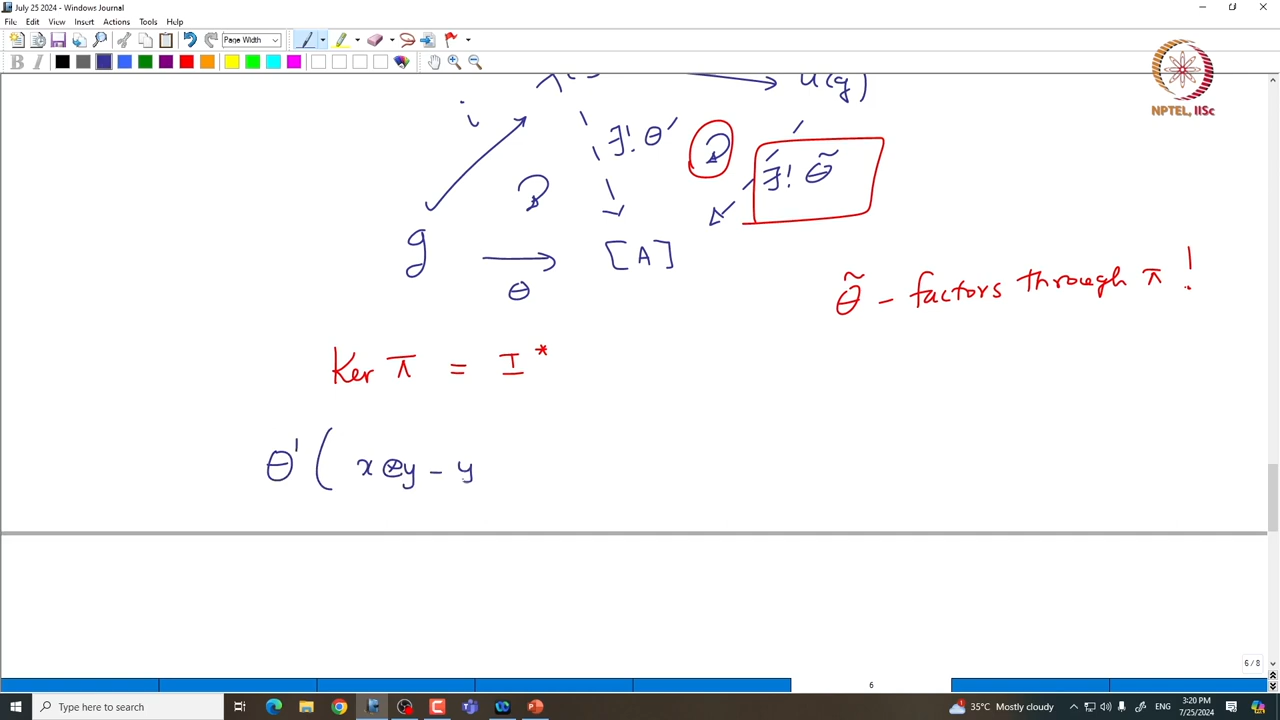 July 25 2024 - Windows Journal
File Edit View Insert Actions Tools Help
Page Width
B i
NPTEL, IISc
i
∃! θ'
U(g)
∃! θ̃
g
[A]
θ
θ̃ - factors through π !
Ker π = I*
θ' ( x⊗y - y
6 / 8
6
Type here to search
35°C Mostly cloudy
ENG
3:20 PM
7/25/2024